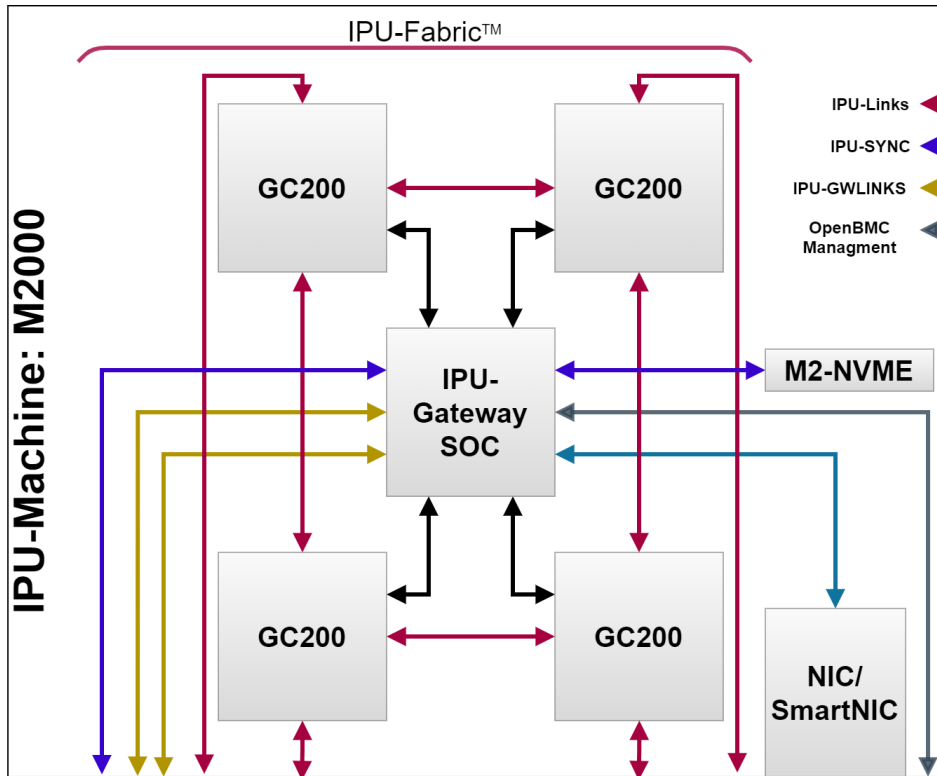 IPU-Fabric™
IPU-Machine: M2000
GC200
GC200
IPU-Links
IPU-SYNC
IPU-GWLINKS
OpenBMC
Managment
IPU-
Gateway
SOC
M2-NVME
GC200
GC200
NIC/
SmartNIC